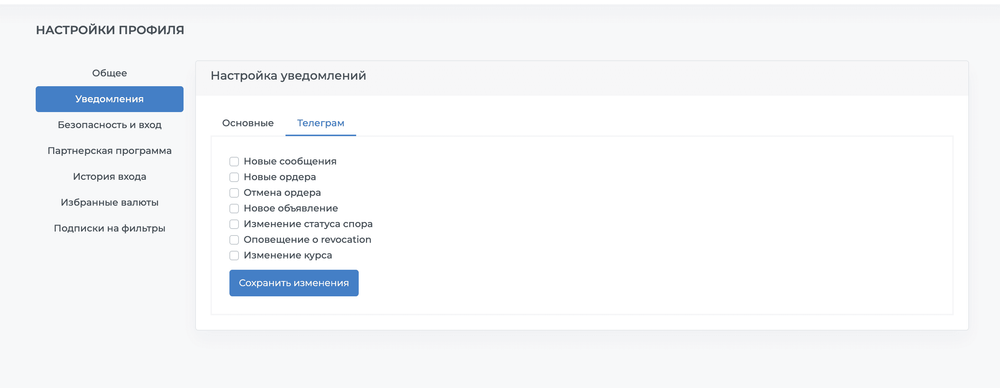 НАСТРОЙКИ ПРОФИЛЯ
Общее
Уведомления
Безопасность и вход
Партнерская программа
История входа
Избранные валюты
Подписки на фильтры
Настройка уведомлений
Основные Телеграм
Новые сообщения
Новые ордера
Отмена ордера
Новое объявление
Изменение статуса спора
Оповещение о revocation
Изменение курса
Сохранить изменения